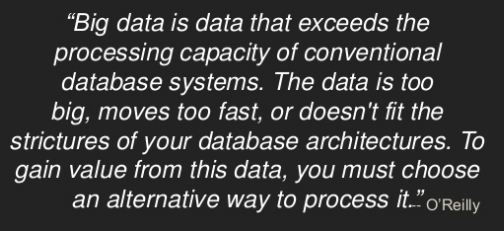 “Big data is data that exceeds the
processing capacity of conventional
database systems. The data is too
big, moves too fast, or doesn't fit the
strictures of your database architectures. To
gain value from this data, you must choose
an alternative way to process it.” -- O’Reilly